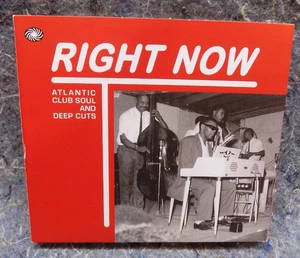 RIGHT NOW
ATLANTIC
CLUB SOUL
AND
DEEP CUTS